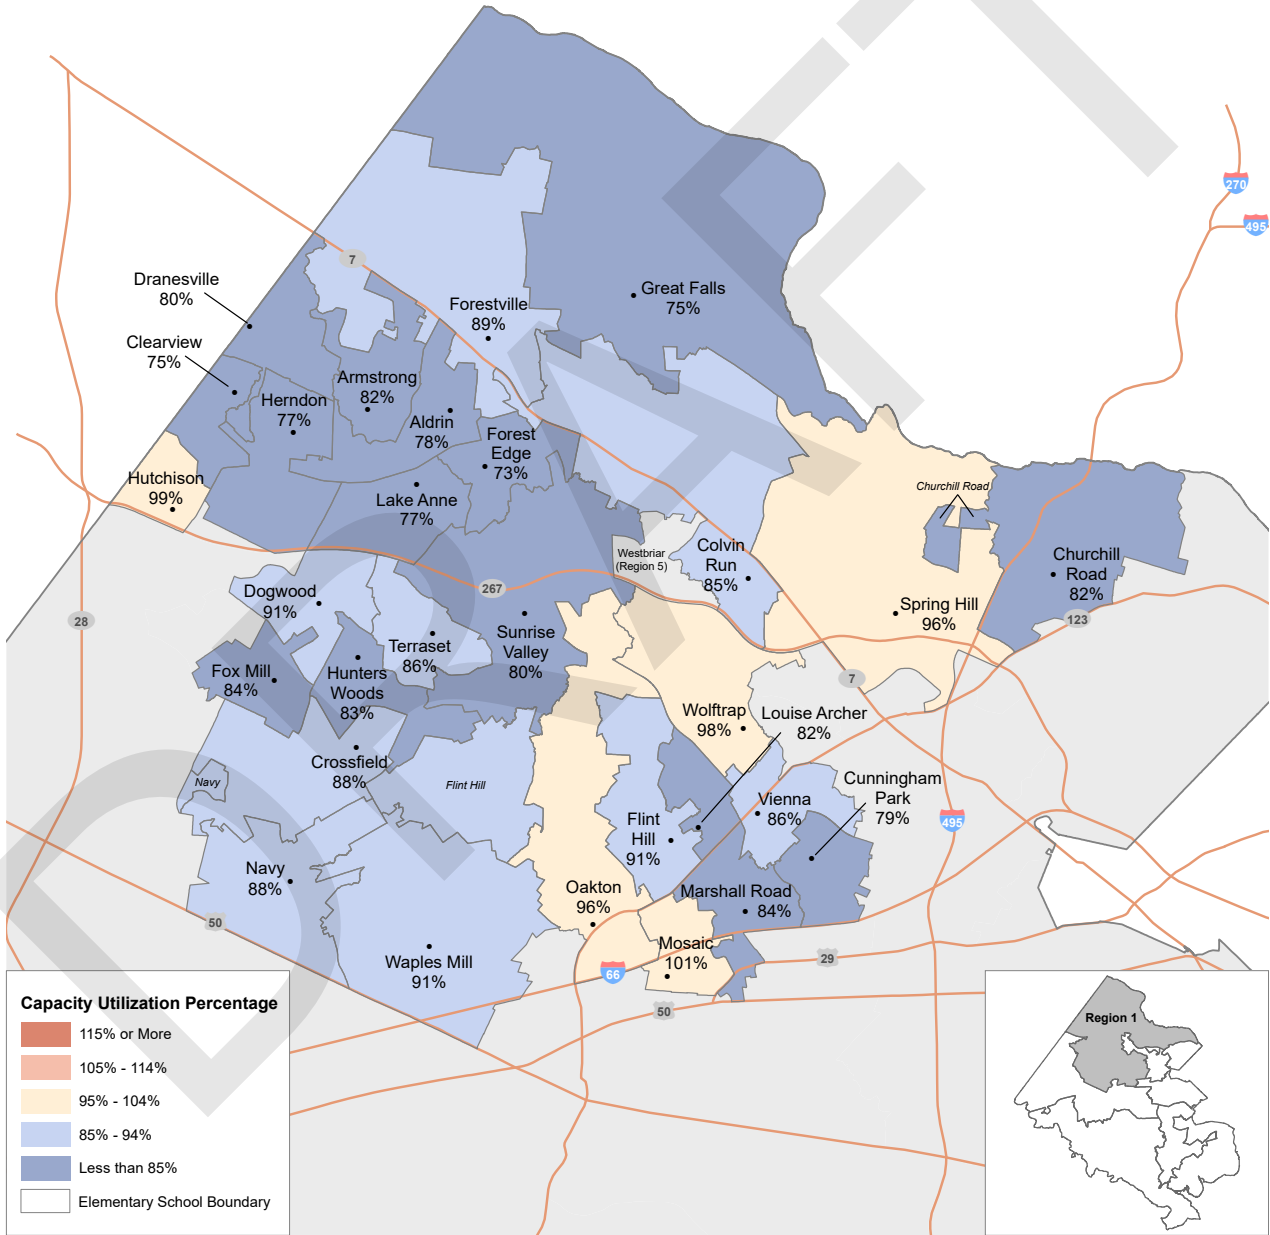 270
495
7
Dranesville
80%
Great Falls
75%
Forestville
89%
Clearview
75%
Armstrong
82%
Herndon
77%
Aldrin
78%
Forest
Edge
73%
Hutchison
99%
Churchill Road
Lake Anne
77%
Westbriar
(Region 5)
Colvin
Run
85%
Churchill
Road
82%
267
Dogwood
91%
Spring Hill
96%
123
28
Terraset
86%
Sunrise
Valley
80%
Fox Mill
84%
Hunters
Woods
83%
7
Wolftrap
98%
Louise Archer
82%
Crossfield
88%
Navy
Flint Hill
Cunningham
Park
79%
Vienna
86%
495
Flint
Hill
91%
Navy
88%
Oakton
96%
Marshall Road
84%
50
Mosaic
101%
29
Waples Mill
91%
66
50
Capacity Utilization Percentage
115% or More
105% - 114%
95% - 104%
85% - 94%
Less than 85%
Elementary School Boundary
Region 1
DRAFT